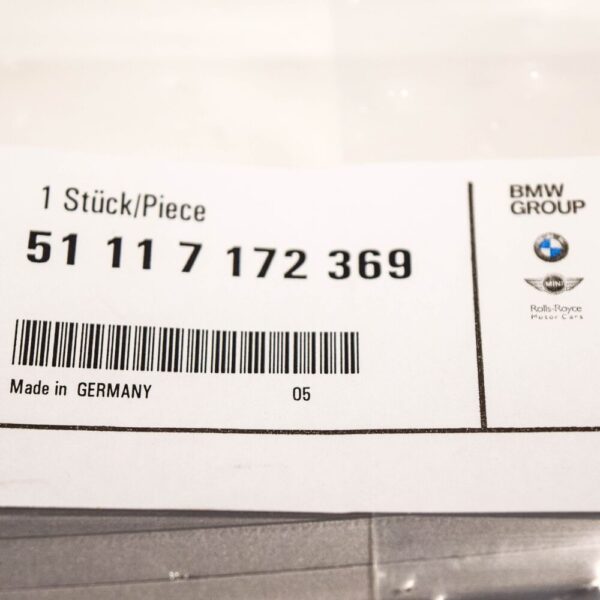 1 Stück/Piece
51 11 7 172 369
Made in GERMANY 05
BMW
GROUP
MINI
Rolls-Royce
Motor Cars